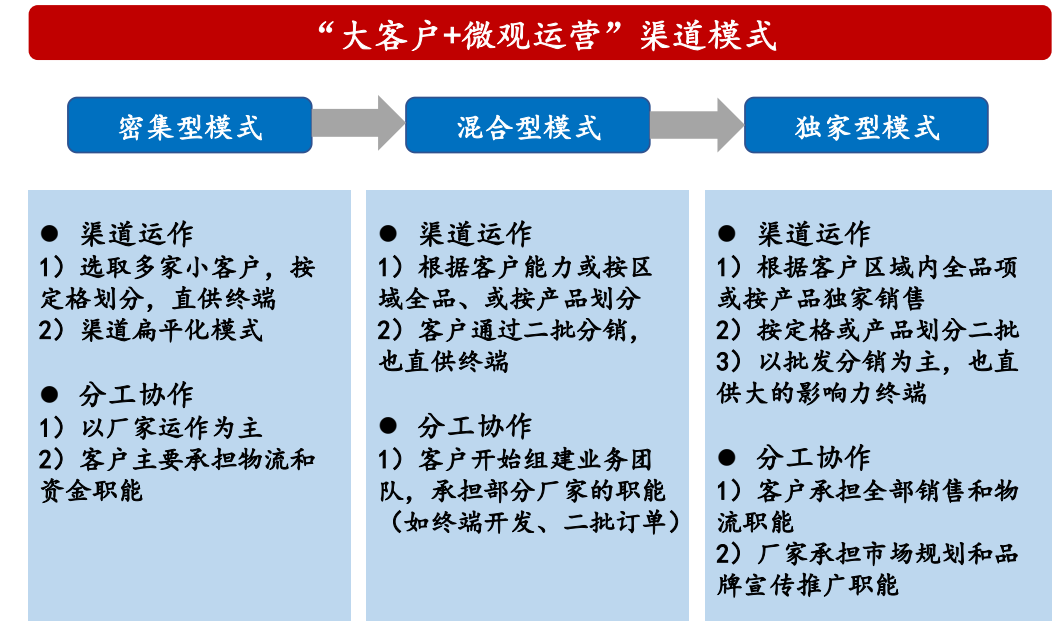 “大客户+微观运营”渠道模式
密集型模式
混合型模式
独家型模式
● 渠道运作
1）选取多家小客户，按
定格划分，直供终端
2）渠道扁平化模式
● 分工协作
1）以厂家运作为主
2）客户主要承担物流和
资金职能
● 渠道运作
1）根据客户能力或按区
域全品、或按产品划分
2）客户通过二批分销，
也直供终端
● 分工协作
1）客户开始组建业务团
队，承担部分厂家的职能
（如终端开发、二批订单）
● 渠道运作
1）根据客户区域内全品项
或按产品独家销售
2）按定格或产品划分二批
3）以批发分销为主，也直
供大的影响力终端
● 分工协作
1）客户承担全部销售和物
流职能
2）厂家承担市场规划和品
牌宣传推广职能